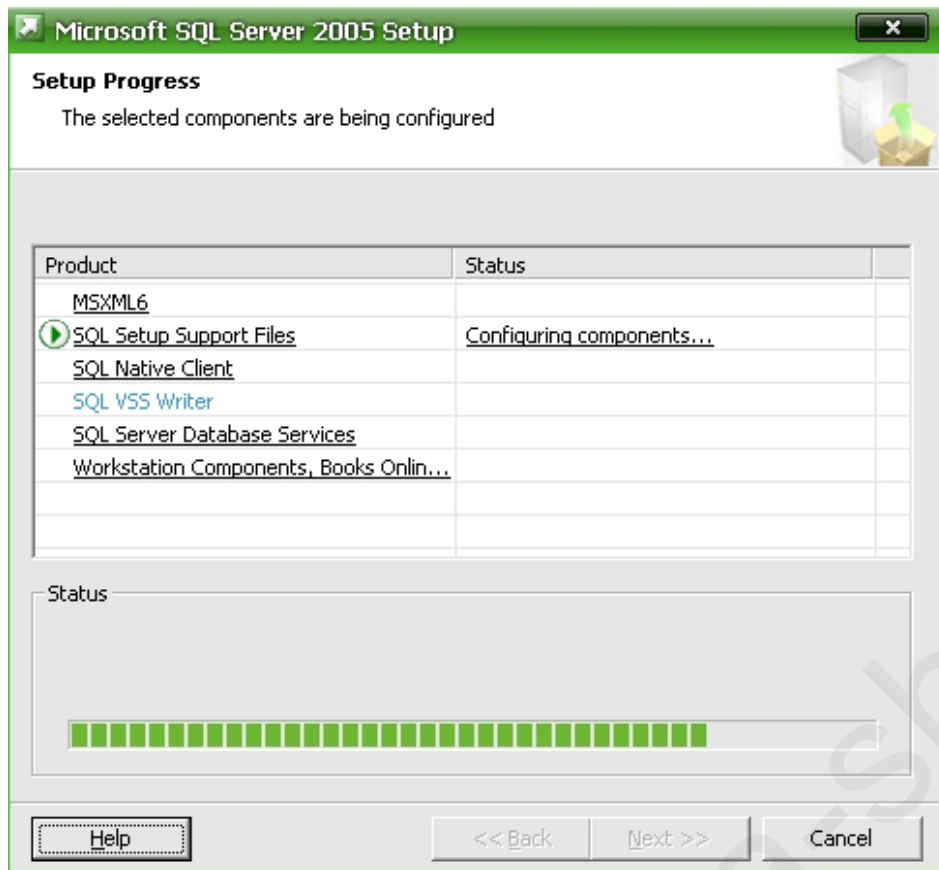 Microsoft SQL Server 2005 Setup
Setup Progress
The selected components are being configured
Product Status
MSXML6
SQL Setup Support Files Configuring components...
SQL Native Client
SQL VSS Writer
SQL Server Database Services
Workstation Components, Books Onlin...
Status
Help << Back Next >> Cancel